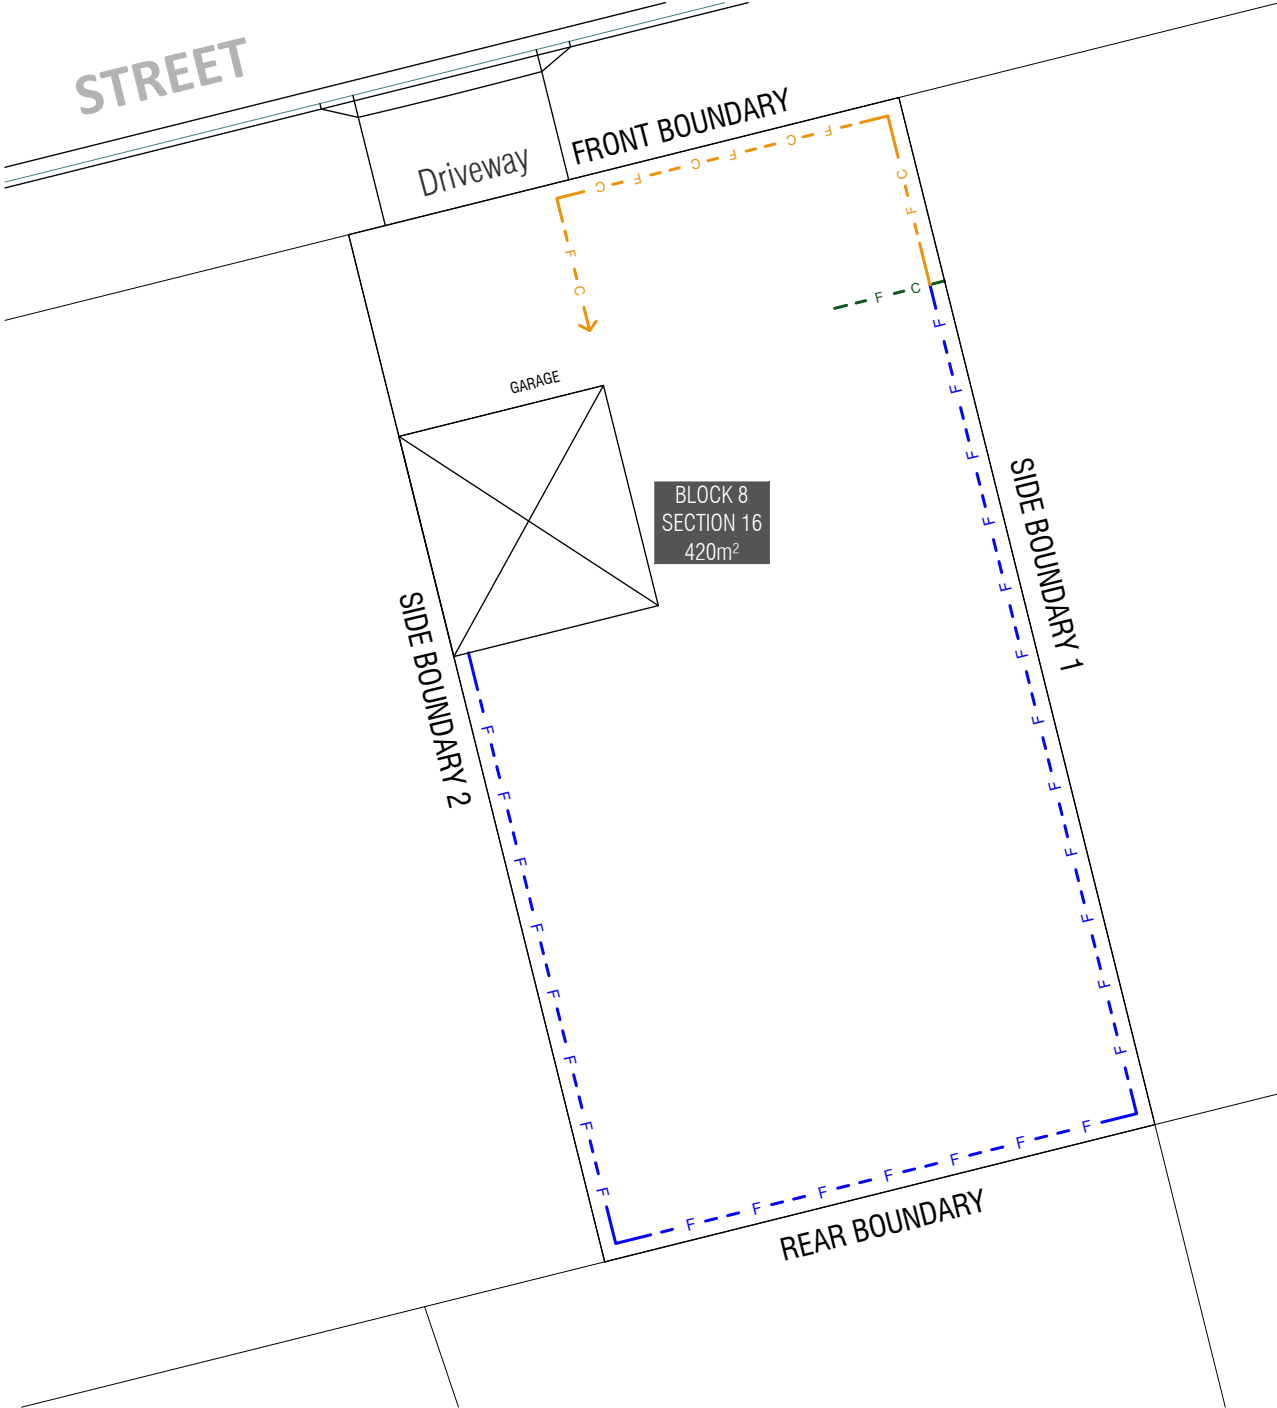 STREET
Driveway
FRONT BOUNDARY
C F C F C F C F
C F
F C
F C
GARAGE
BLOCK 8
SECTION 16
420m²
SIDE BOUNDARY 1
F F F F F F F F F F F F
SIDE BOUNDARY 2
F F F F F F F F
F F F F F F F
REAR BOUNDARY